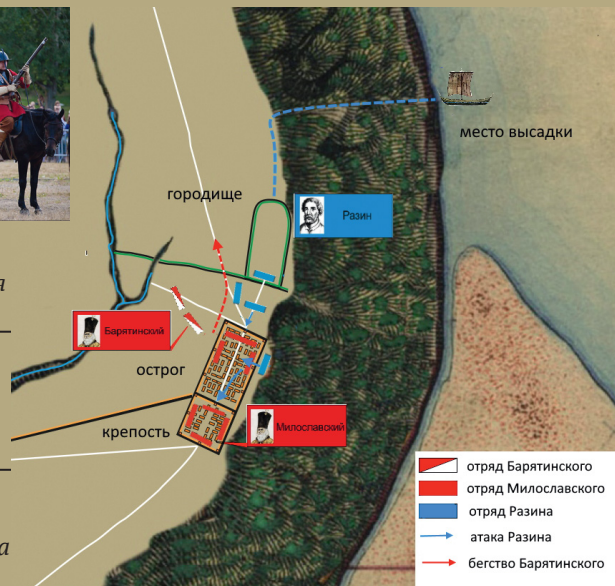 место высадки
городище
Разин
я
Барятинский
острог
крепость
Милославский
отряд Барятинского
отряд Милославского
отряд Разина
атака Разина
бегство Барятинского
а